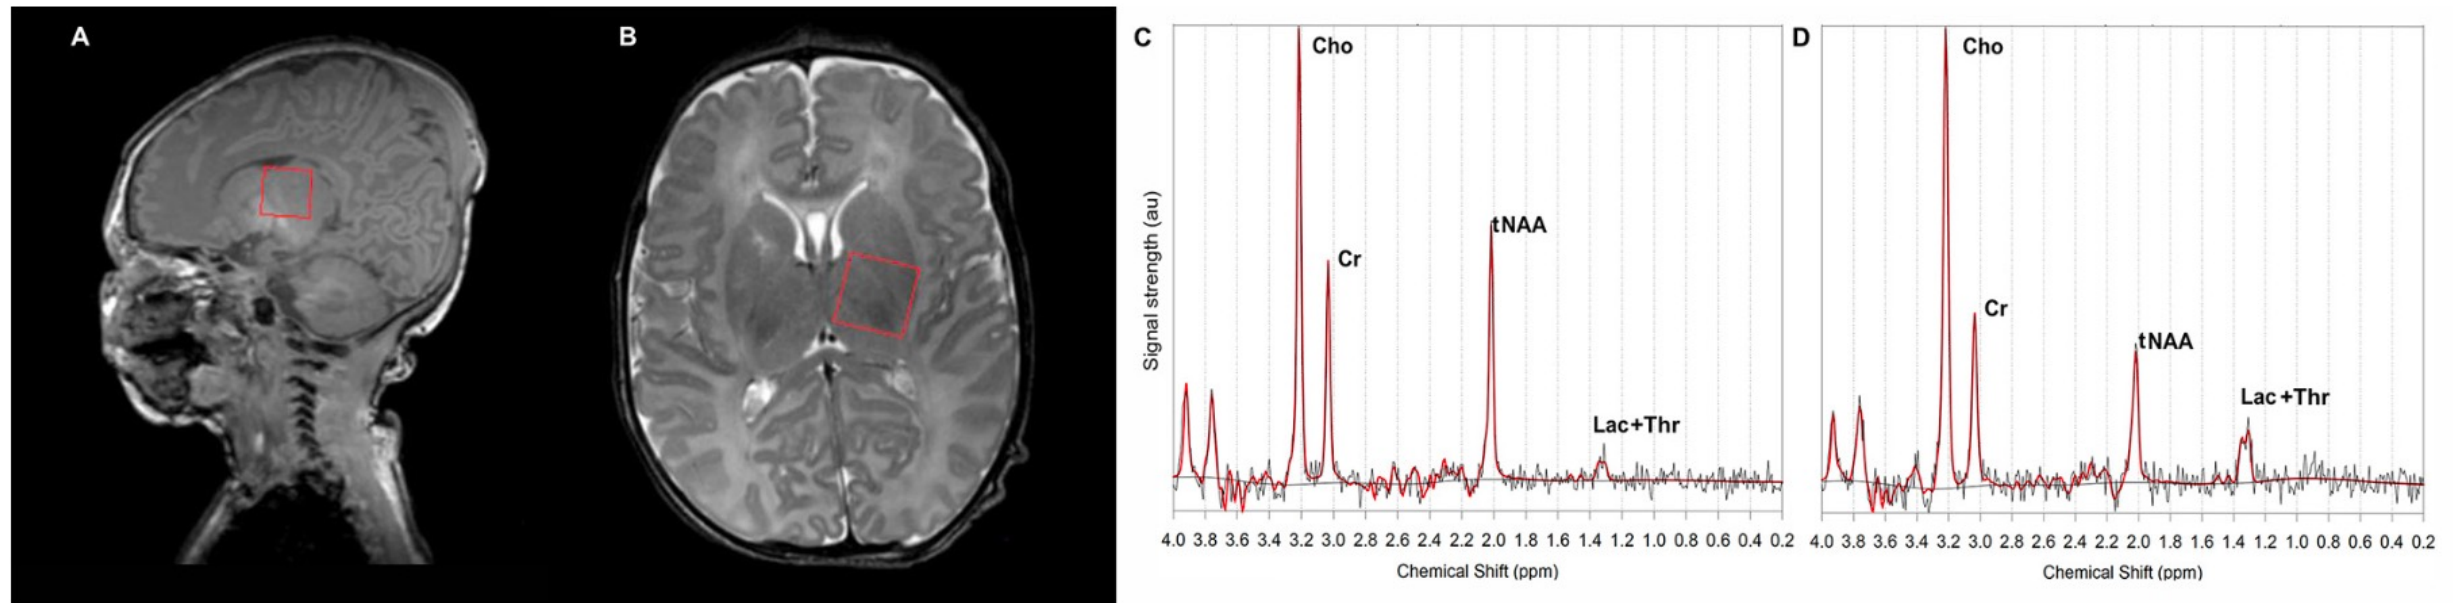 A
B
C
Cho
Cr
tNAA
Lac+Thr
Signal strength (au)
4.0 3.8 3.6 3.4 3.2 3.0 2.8 2.6 2.4 2.2 2.0 1.8 1.6 1.4 1.2 1.0 0.8 0.6 0.4 0.2
Chemical Shift (ppm)
D
Cho
Cr
tNAA
Lac +Thr
4.0 3.8 3.6 3.4 3.2 3.0 2.8 2.6 2.4 2.2 2.0 1.8 1.6 1.4 1.2 1.0 0.8 0.6 0.4 0.2
Chemical Shift (ppm)